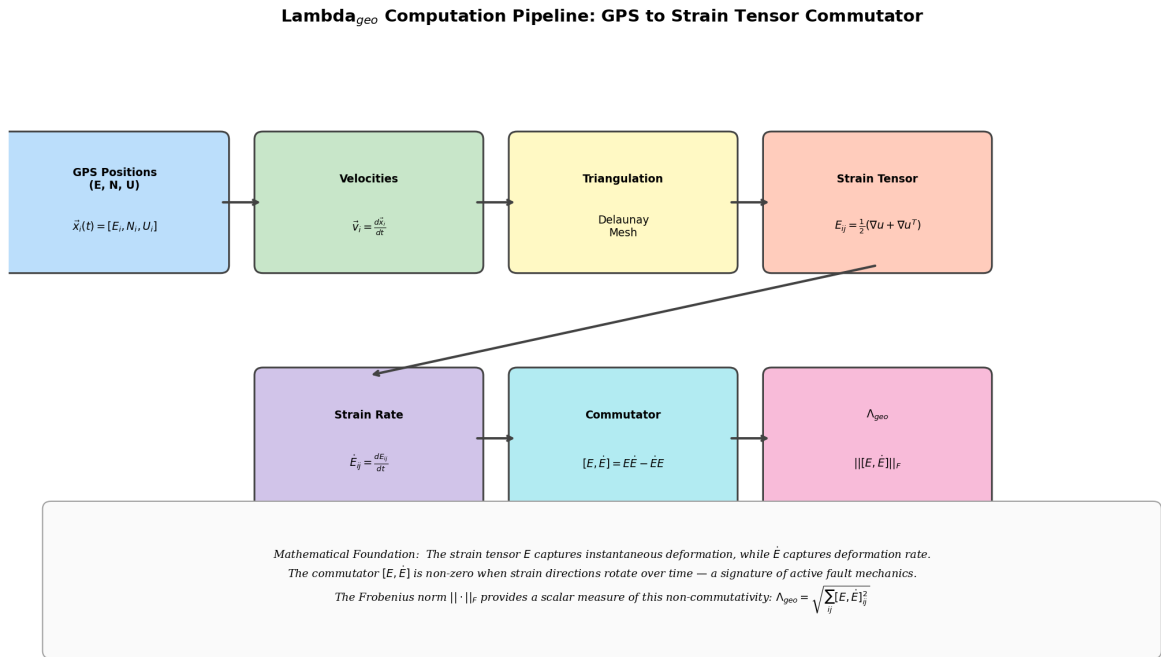 Lambda_geo Computation Pipeline: GPS to Strain Tensor Commutator
GPS Positions
(E, N, U)
x⃗_i(t) = [E_i, N_i, U_i]
Velocities
v⃗_i = dx⃗_i/dt
Triangulation
Delaunay
Mesh
Strain Tensor
E_ij = 1/2(∇u + ∇u^T)
Strain Rate
Ė_ij = dE_ij/dt
Commutator
[E, Ė] = EĖ − ĖE
Λ_geo
||[E, Ė]||_F
Mathematical Foundation: The strain tensor E captures instantaneous deformation, while Ė captures deformation rate.
The commutator [E, Ė] is non-zero when strain directions rotate over time — a signature of active fault mechanics.
The Frobenius norm || · ||_F provides a scalar measure of this non-commutativity: Λ_geo = √(∑_ij [E, Ė]²_ij)